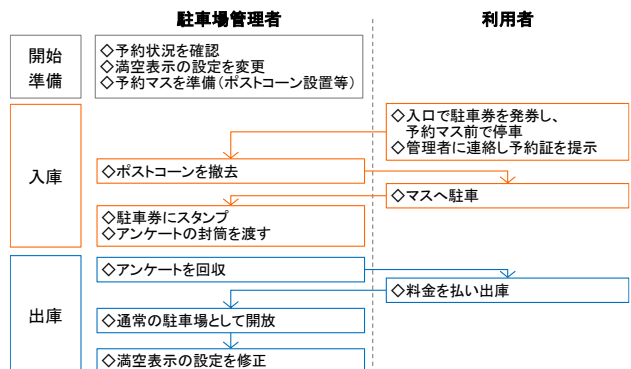 駐車場管理者
利用者
開始
準備
◇予約状況を確認
◇満空表示の設定を変更
◇予約マスを準備（ポストコーン設置等）
入庫
◇入口で駐車券を発券し、
予約マス前で停車
◇管理者に連絡し予約証を提示
◇ポストコーンを撤去
◇マスへ駐車
◇駐車券にスタンプ
◇アンケートの封筒を渡す
出庫
◇アンケートを回収
◇料金を払い出庫
◇通常の駐車場として開放
◇満空表示の設定を修正